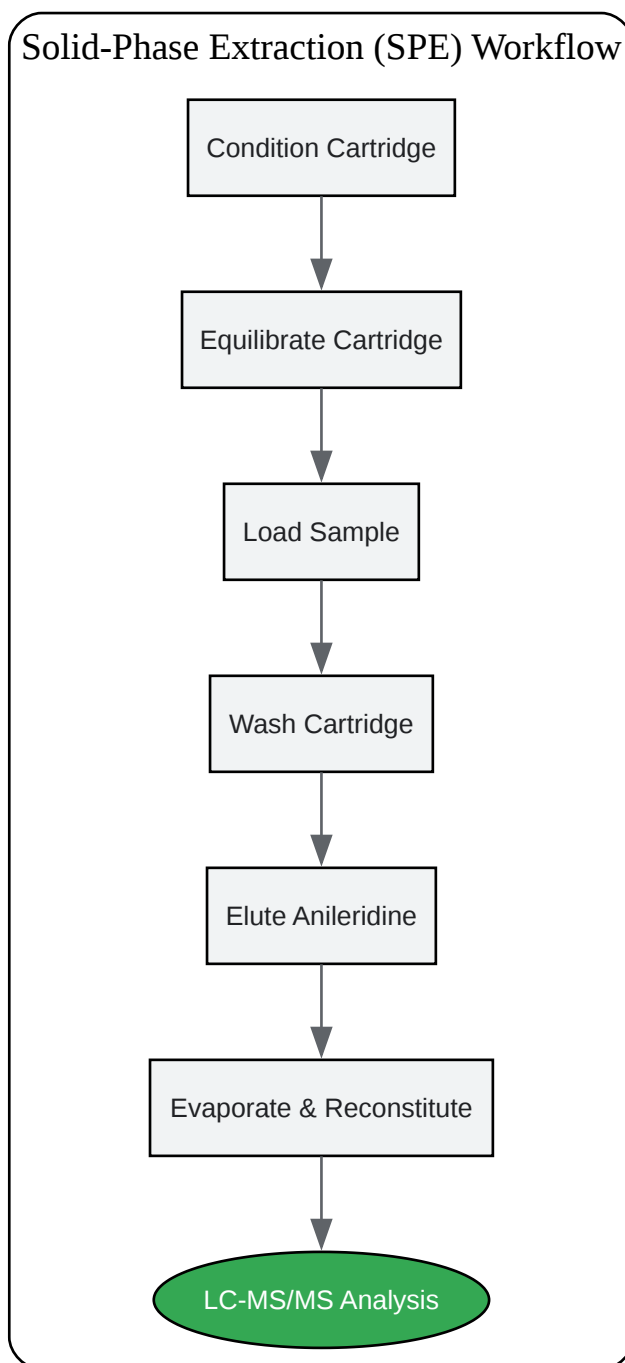 Solid-Phase Extraction (SPE) Workflow
Condition Cartridge
Equilibrate Cartridge
Load Sample
Wash Cartridge
Elute Anileridine
Evaporate & Reconstitute
LC-MS/MS Analysis